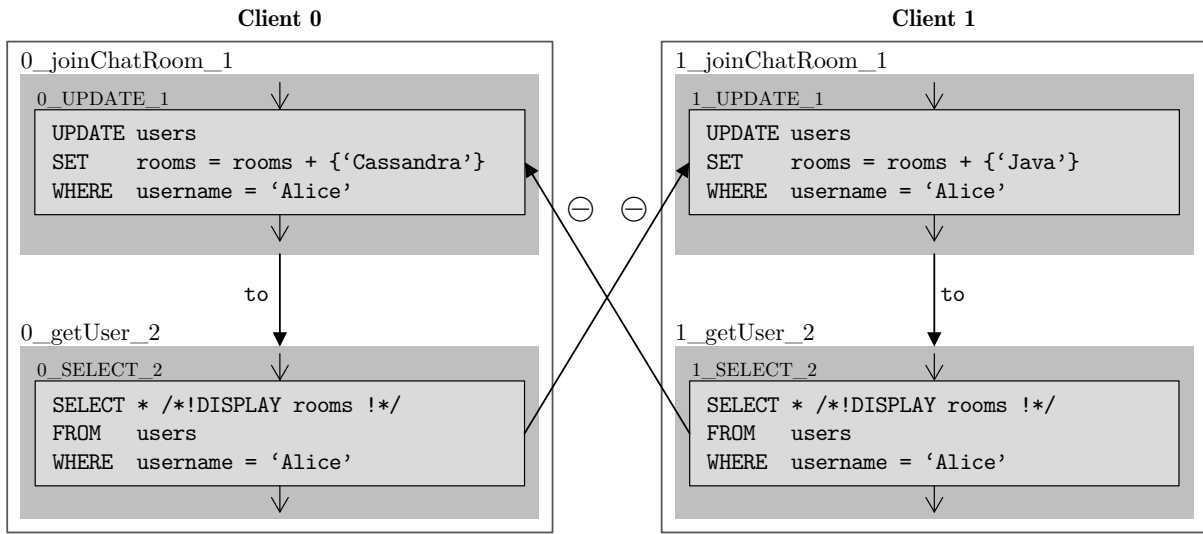 Client 0
0_joinChatRoom_1
0_UPDATE_1
UPDATE users
SET rooms = rooms + {‘Cassandra’}
WHERE username = ‘Alice’
to
0_getUser_2
0_SELECT_2
SELECT * /*!DISPLAY rooms !*/
FROM users
WHERE username = ‘Alice’
⊖ ⊖
Client 1
1_joinChatRoom_1
1_UPDATE_1
UPDATE users
SET rooms = rooms + {‘Java’}
WHERE username = ‘Alice’
to
1_getUser_2
1_SELECT_2
SELECT * /*!DISPLAY rooms !*/
FROM users
WHERE username = ‘Alice’